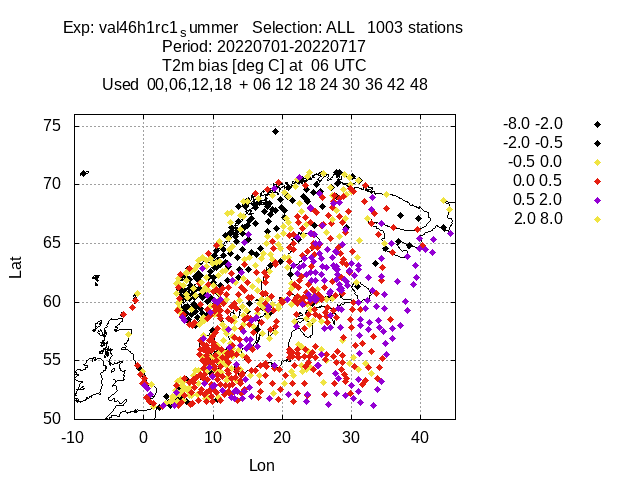 Exp: val46h1rc1summer   Selection: ALL   1003 stations
Period: 20220701-20220717
T2m bias [deg C] at  06 UTC
Used  00,06,12,18  + 06 12 18 24 30 36 42 48
-8.0 -2.0
-2.0 -0.5
-0.5 0.0
0.0 0.5
0.5 2.0
2.0 8.0
75
70
65
60
55
50
Lat
-10 0 10 20 30 40
Lon